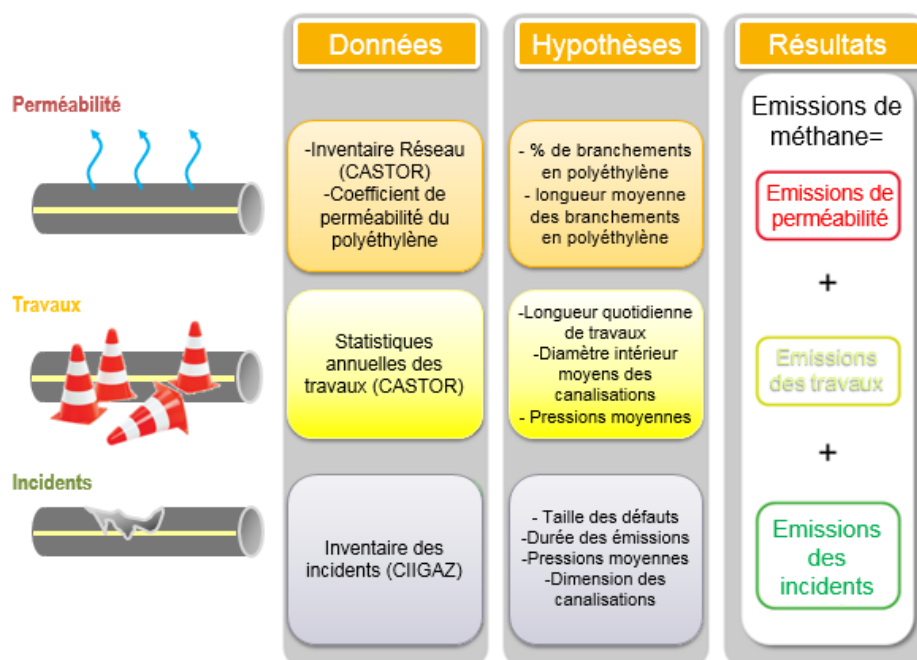 Données
Hypothèses
Résultats
Perméabilité
-Inventaire Réseau
(CASTOR)
-Coefficient de
perméabilité du
polyéthylène
- % de branchements
en polyéthylène
- longueur moyenne
des branchements
en polyéthylène
Emissions de
méthane=
Emissions de
perméabilité
+
Travaux
Statistiques
annuelles des
travaux (CASTOR)
-Longueur quotidienne
de travaux
-Diamètre intérieur
moyens des
canalisations
- Pressions moyennes
Emissions
des travaux
+
Incidents
Inventaire des
incidents (CIIGAZ)
- Taille des défauts
-Durée des émissions
-Pressions moyennes
-Dimension des
canalisations
Emissions
des
incidents